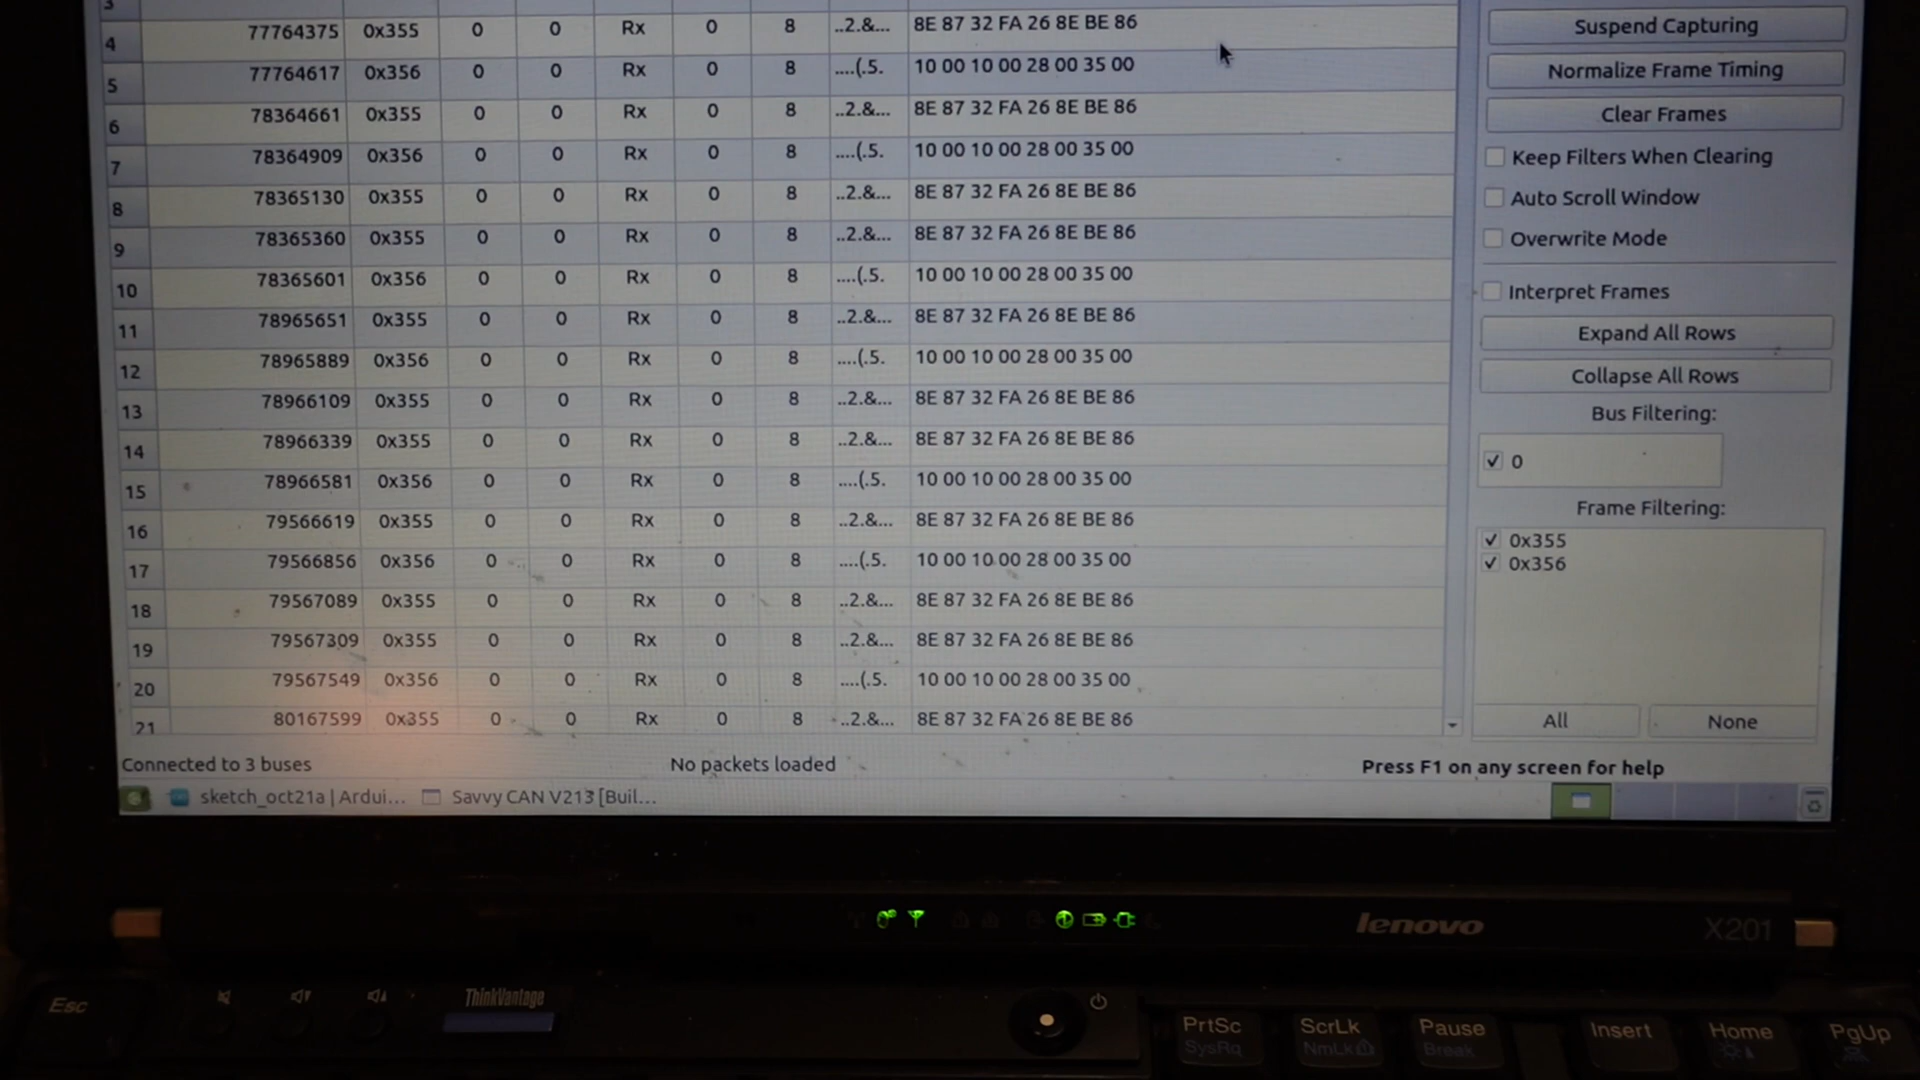 3
4 77764375 0x355 0 0 Rx 0 8 ..2.&... 8E 87 32 FA 26 8E BE 86
5 77764617 0x356 0 0 Rx 0 8 ....(.5. 10 00 10 00 28 00 35 00
6 78364661 0x355 0 0 Rx 0 8 ..2.&... 8E 87 32 FA 26 8E BE 86
7 78364909 0x356 0 0 Rx 0 8 ....(.5. 10 00 10 00 28 00 35 00
8 78365130 0x355 0 0 Rx 0 8 ..2.&... 8E 87 32 FA 26 8E BE 86
9 78365360 0x355 0 0 Rx 0 8 ..2.&... 8E 87 32 FA 26 8E BE 86
10 78365601 0x356 0 0 Rx 0 8 ....(.5. 10 00 10 00 28 00 35 00
11 78965651 0x355 0 0 Rx 0 8 ..2.&... 8E 87 32 FA 26 8E BE 86
12 78965889 0x356 0 0 Rx 0 8 ....(.5. 10 00 10 00 28 00 35 00
13 78966109 0x355 0 0 Rx 0 8 ..2.&... 8E 87 32 FA 26 8E BE 86
14 78966339 0x355 0 0 Rx 0 8 ..2.&... 8E 87 32 FA 26 8E BE 86
15 78966581 0x356 0 0 Rx 0 8 ....(.5. 10 00 10 00 28 00 35 00
16 79566619 0x355 0 0 Rx 0 8 ..2.&... 8E 87 32 FA 26 8E BE 86
17 79566856 0x356 0 0 Rx 0 8 ....(.5. 10 00 10 00 28 00 35 00
18 79567089 0x355 0 0 Rx 0 8 ..2.&... 8E 87 32 FA 26 8E BE 86
19 79567309 0x355 0 0 Rx 0 8 ..2.&... 8E 87 32 FA 26 8E BE 86
20 79567549 0x356 0 0 Rx 0 8 ....(.5. 10 00 10 00 28 00 35 00
21 80167599 0x355 0 0 Rx 0 8 ..2.&... 8E 87 32 FA 26 8E BE 86
Suspend Capturing
Normalize Frame Timing
Clear Frames
Keep Filters When Clearing
Auto Scroll Window
Overwrite Mode
Interpret Frames
Expand All Rows
Collapse All Rows
Bus Filtering:
0
Frame Filtering:
0x355
0x356
All None
Connected to 3 buses No packets loaded Press F1 on any screen for help
sketch_oct21a | Ardui... Savvy CAN V213 [Buil...
lenovo X201
Esc ThinkVantage PrtSc ScrLk Pause Insert Home PgUp
SysRq NmLk Break